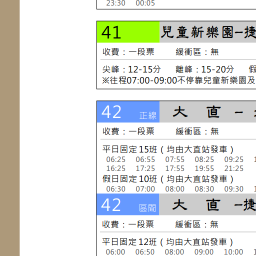 23:30 00:05
41 兒童新樂園-捷
收費：一段票 緩衝區：無
尖峰：12-15分 離峰：15-20分 假
※往程07:00-09:00不停靠兒童新樂園及
42 正線 大 直 -
收費：一段票 緩衝區：無
平日固定15班（均由大直站發車）
06:25 06:55 07:55 08:25 09:25
16:25 17:25 17:55 19:55 21:25
假日固定10班（均由大直站發車）
06:30 07:00 08:00 08:30 09:30
42 區間 大 直 -捷
收費：一段票 緩衝區：無
平日固定12班（均由大直站發車）
06:00 06:50 08:00 09:00 10:00